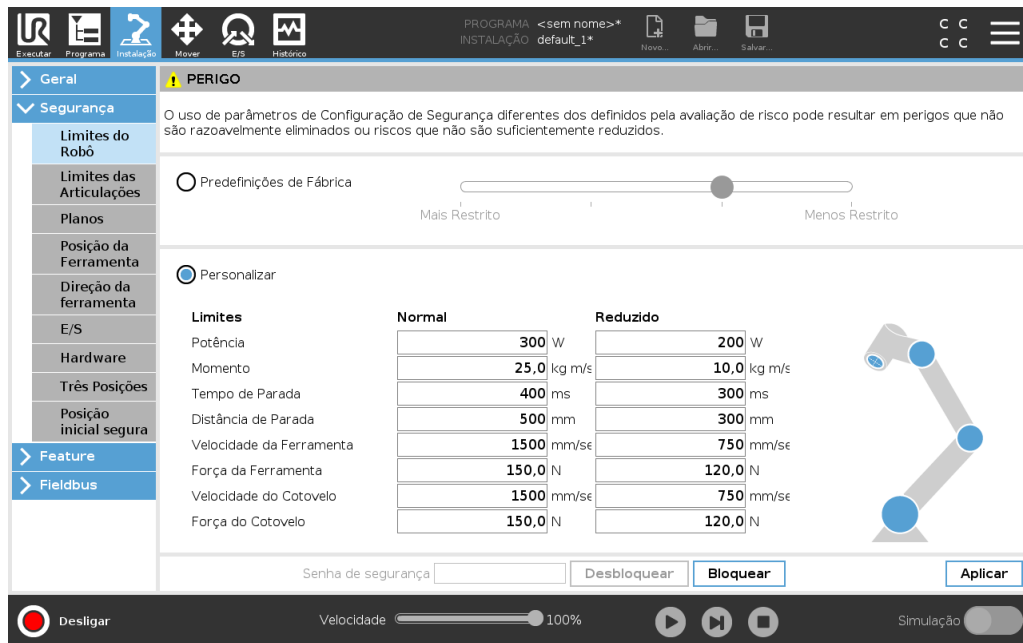 UR
PROGRAMA <sem nome>*
INSTALAÇÃO default_1*
C C
C C
Executar Programa Instalação Mover E/S Histórico Novo... Abrir... Salvar...
Geral
Segurança
Limites do
Robô
Limites das
Articulações
Planos
Posição da
Ferramenta
Direção da
ferramenta
E/S
Hardware
Três Posições
Posição
inicial segura
Feature
Fieldbus
PERIGO
O uso de parâmetros de Configuração de Segurança diferentes dos definidos pela avaliação de risco pode resultar em perigos que não
são razoavelmente eliminados ou riscos que não são suficientemente reduzidos.
Predefinições de Fábrica
Mais Restrito Menos Restrito
Personalizar
Limites Normal Reduzido
Potência 300 W 200 W
Momento 25,0 kg m/s 10,0 kg m/s
Tempo de Parada 400 ms 300 ms
Distância de Parada 500 mm 300 mm
Velocidade da Ferramenta 1500 mm/se 750 mm/se
Força da Ferramenta 150,0 N 120,0 N
Velocidade do Cotovelo 1500 mm/se 750 mm/se
Força do Cotovelo 150,0 N 120,0 N
Senha de segurança Desbloquear Bloquear Aplicar
Desligar Velocidade 100% Simulação